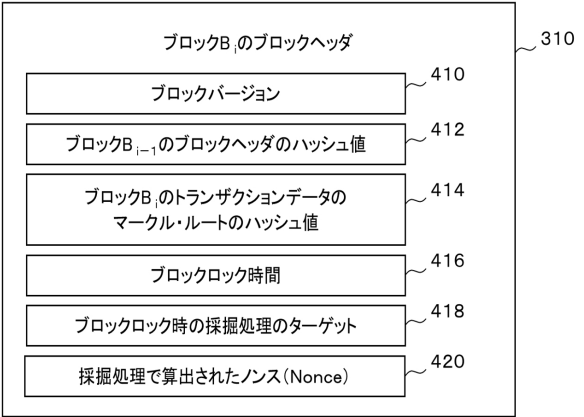 ブロックB iのブロックヘッダ
310
ブロックバージョン
410
ブロックB i−1のブロックヘッダのハッシュ値
412
ブロックB iのトランザクションデータの
マークル・ルートのハッシュ値
414
ブロックロック時間
416
ブロックロック時の採掘処理のターゲット
418
採掘処理で算出されたノンス(Nonce)
420